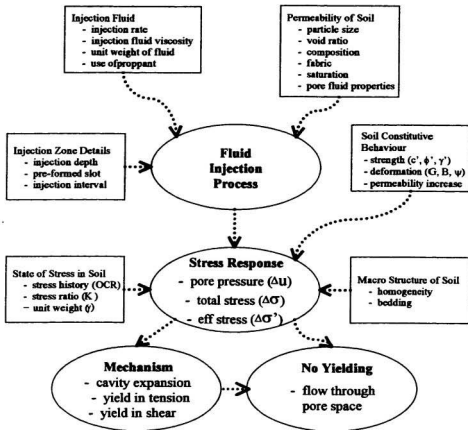 Injection Fluid
- injection rate
- injection fluid viscosity
- unit weight of fluid
- use ofproppant
Permeability of Soil
- particle size
- void ratio
- composition
- fabric
- saturation
- pore fluid properties
Injection Zone Details
- injection depth
- pre-formed slot
- injection interval
Fluid
Injection
Process
Soil Constitutive
Behaviour
- strength (c', ϕ', γ')
- deformation (G, B, ψ)
- permeability increase
State of Stress in Soil
- stress history (OCR)
- stress ratio (K)
- unit weight (γ)
Stress Response
- pore pressure (Δu)
- total stress (Δσ)
- eff stress (Δσ')
Macro Structure of Soil
- homogeneity
- bedding
Mechanism
- cavity expansion
- yield in tension
- yield in shear
No Yielding
- flow through
pore space